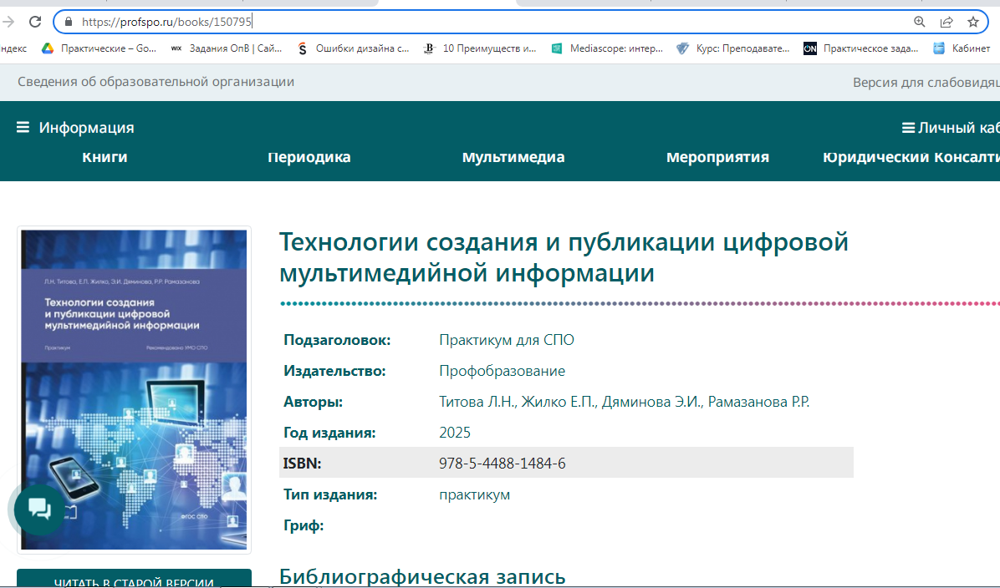 https://profspo.ru/books/150795
ндекс Практические – Go... WIX Задания ОпВ | Сай... Ошибки дизайна с... B 10 Преимуществ и... Mediascope: интер... Курс: Преподавате... ON Практическое зада... Кабинет
Сведения об образовательной организации Версия для слабовидящ
Информация Личный каб
Книги Периодика Мультимедиа Мероприятия Юридический Консалти
Л.Н. Титова, Е.П. Жилко, Э.И. Дяминова, Р.Р. Рамазанова
Технологии создания
и публикации цифровой
мультимедийной информации
Практикум Рекомендовано УМО СПО
ФГОС СПО
Технологии создания и публикации цифровой
мультимедийной информации
Подзаголовок: Практикум для СПО
Издательство: Профобразование
Авторы: Титова Л.Н., Жилко Е.П., Дяминова Э.И., Рамазанова Р.Р.
Год издания: 2025
ISBN: 978-5-4488-1484-6
Тип издания: практикум
Гриф:
ЧИТАТЬ В СТАРОЙ ВЕРСИИ
Библиографическая запись